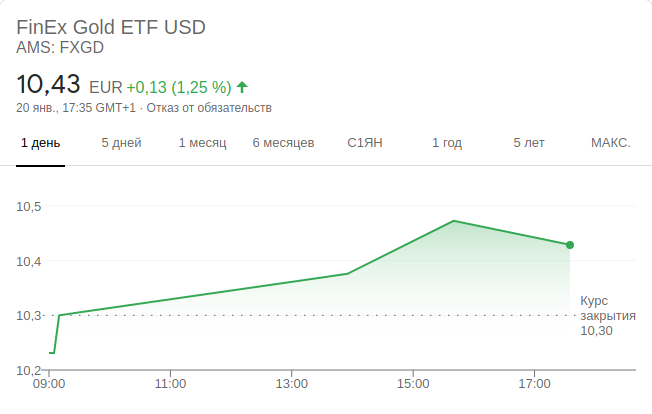 FinEx Gold ETF USD
AMS: FXGD
10,43 EUR +0,13 (1,25 %)
20 янв., 17:35 GMT+1 · Отказ от обязательств
1 день 5 дней 1 месяц 6 месяцев С1ЯН 1 год 5 лет МАКС.
10,5
10,4
10,3
Курс
закрытия
10,30
10,2
09:00 11:00 13:00 15:00 17:00